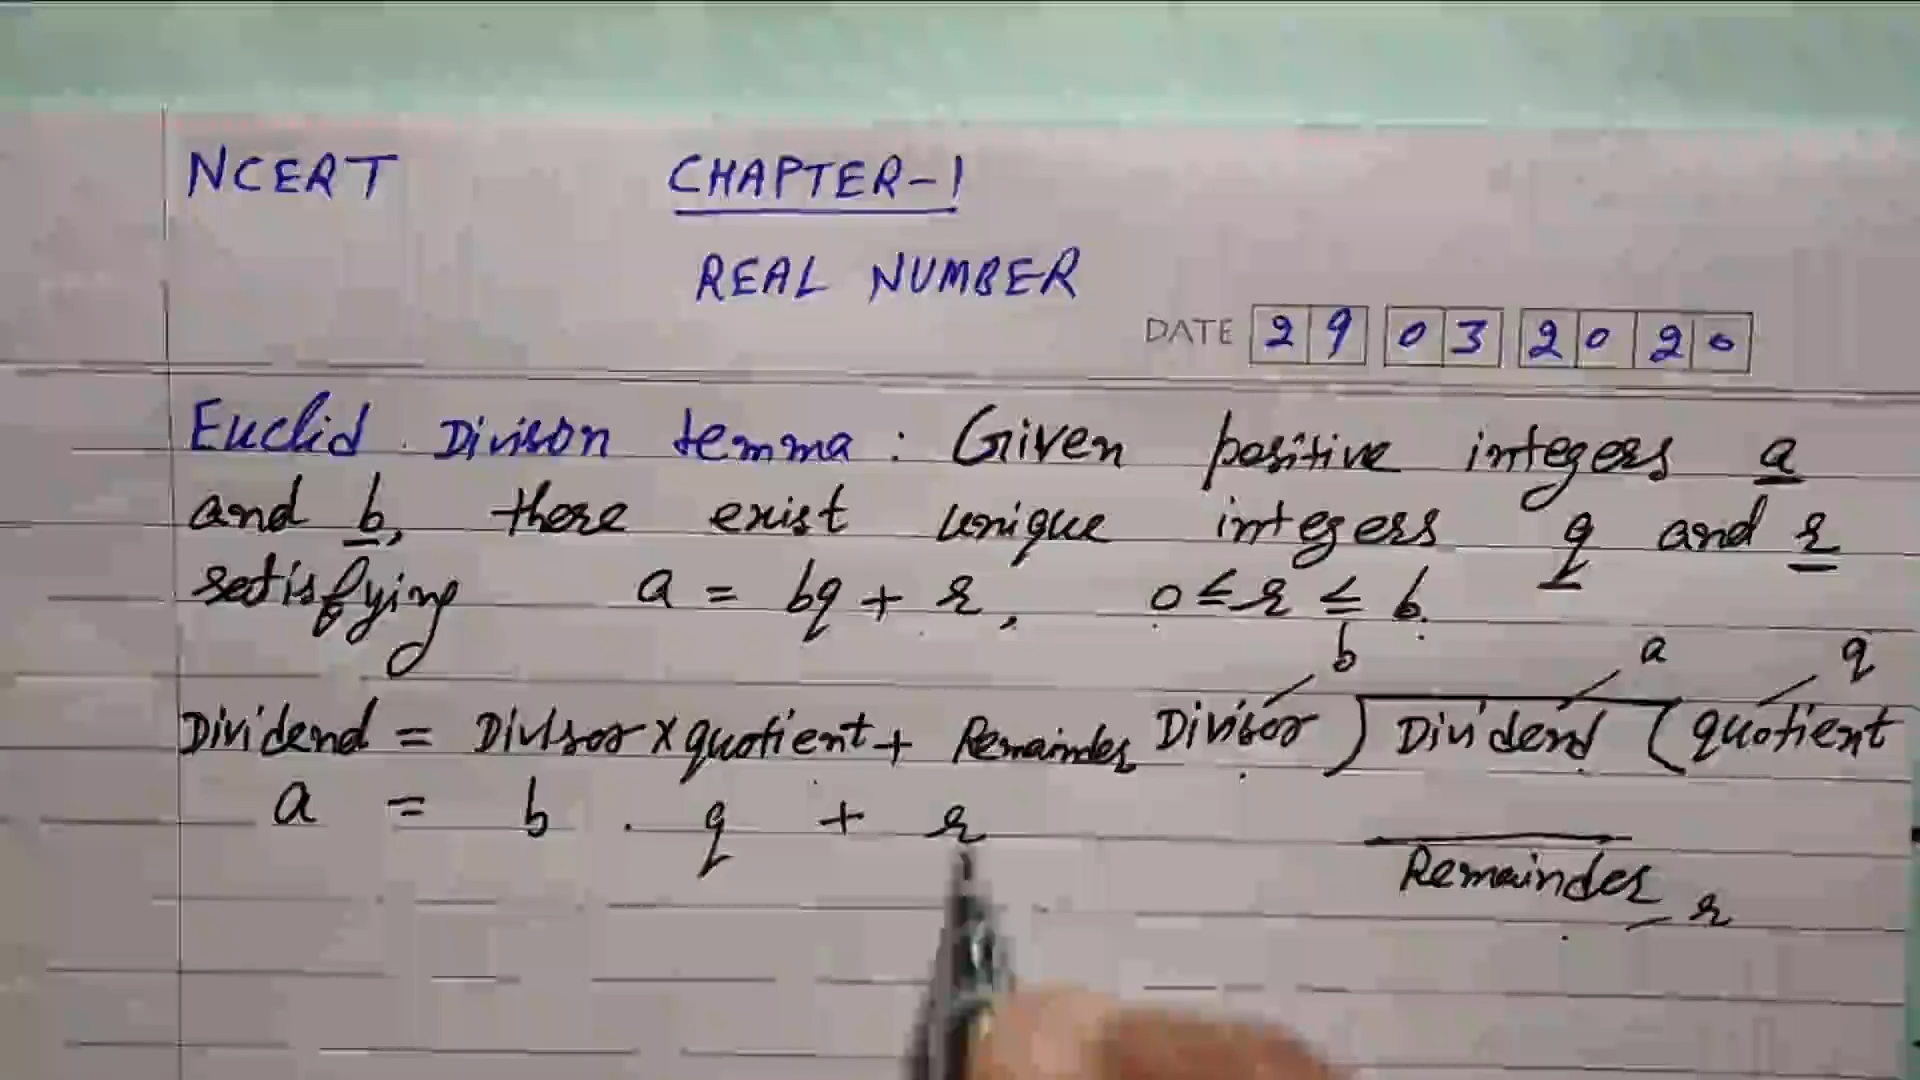 NCERT CHAPTER-1
REAL NUMBER
DATE 29 03 2020
Euclid Divison lemma : Given positive integers a
and b, there exist unique integers q and r
satisfying a = bq + r, 0 ≤ r ≤ b.
b a q
Dividend = Divisor × quotient + Remainder Divisor ) Dividend ( quotient
a = b . q + r
Remainder r